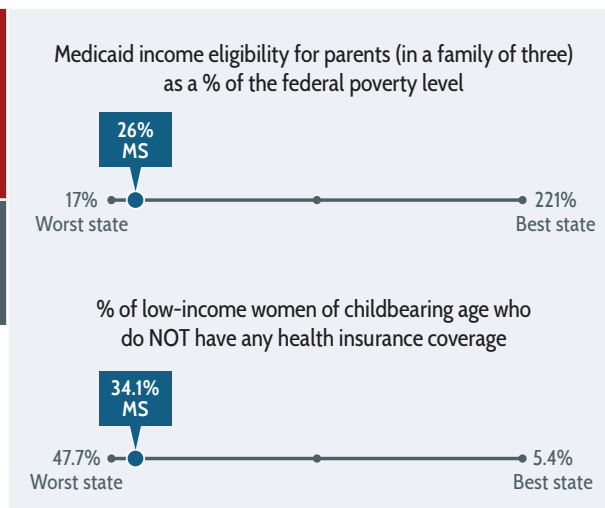 Medicaid income eligibility for parents (in a family of three)
as a % of the federal poverty level
26%
MS
17%
Worst state
221%
Best state
% of low-income women of childbearing age who
do NOT have any health insurance coverage
34.1%
MS
47.7%
Worst state
5.4%
Best state